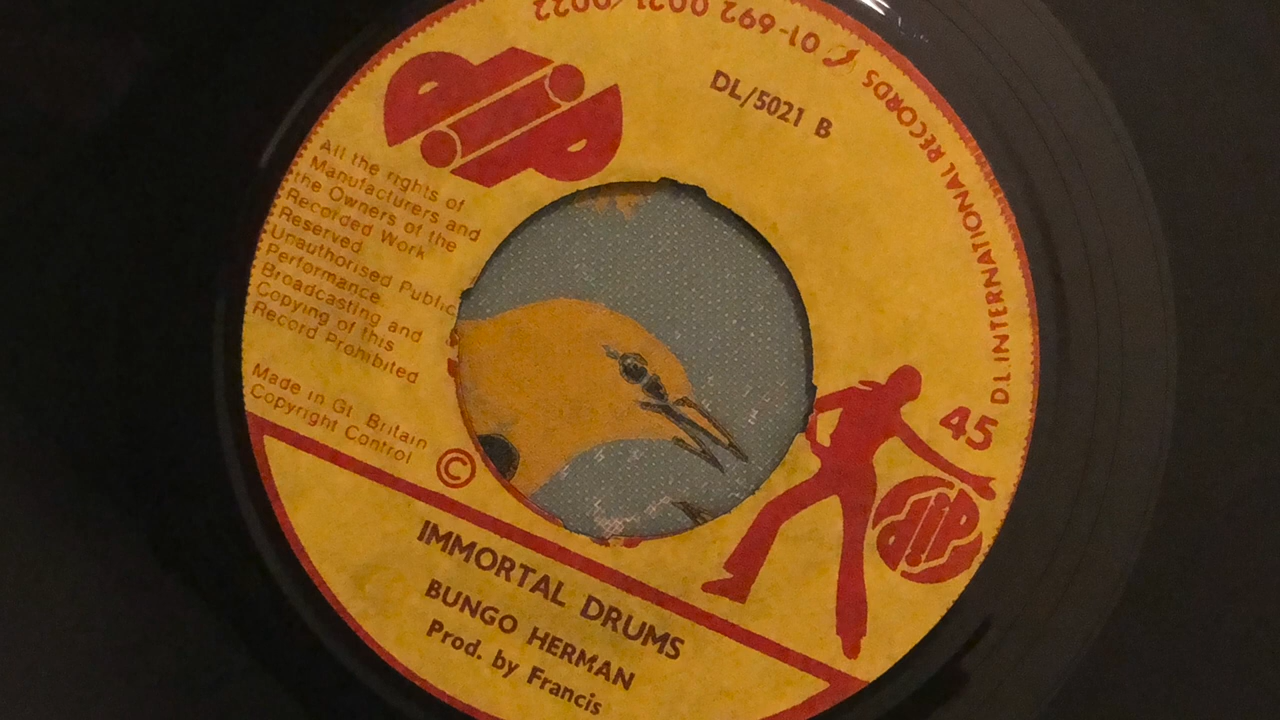 dip
DL/5021 B
D.L. INTERNATIONAL RECORDS 01-692 0021/0022
All the rights of
Manufacturers and
the Owners of the
Recorded Work
Reserved
Unauthorised Public
Performance
Broadcasting and
Copying of this
Record Prohibited
Made in Gt. Britain
Copyright Control
©
45
dip
IMMORTAL DRUMS
BUNGO HERMAN
Prod. by Francis